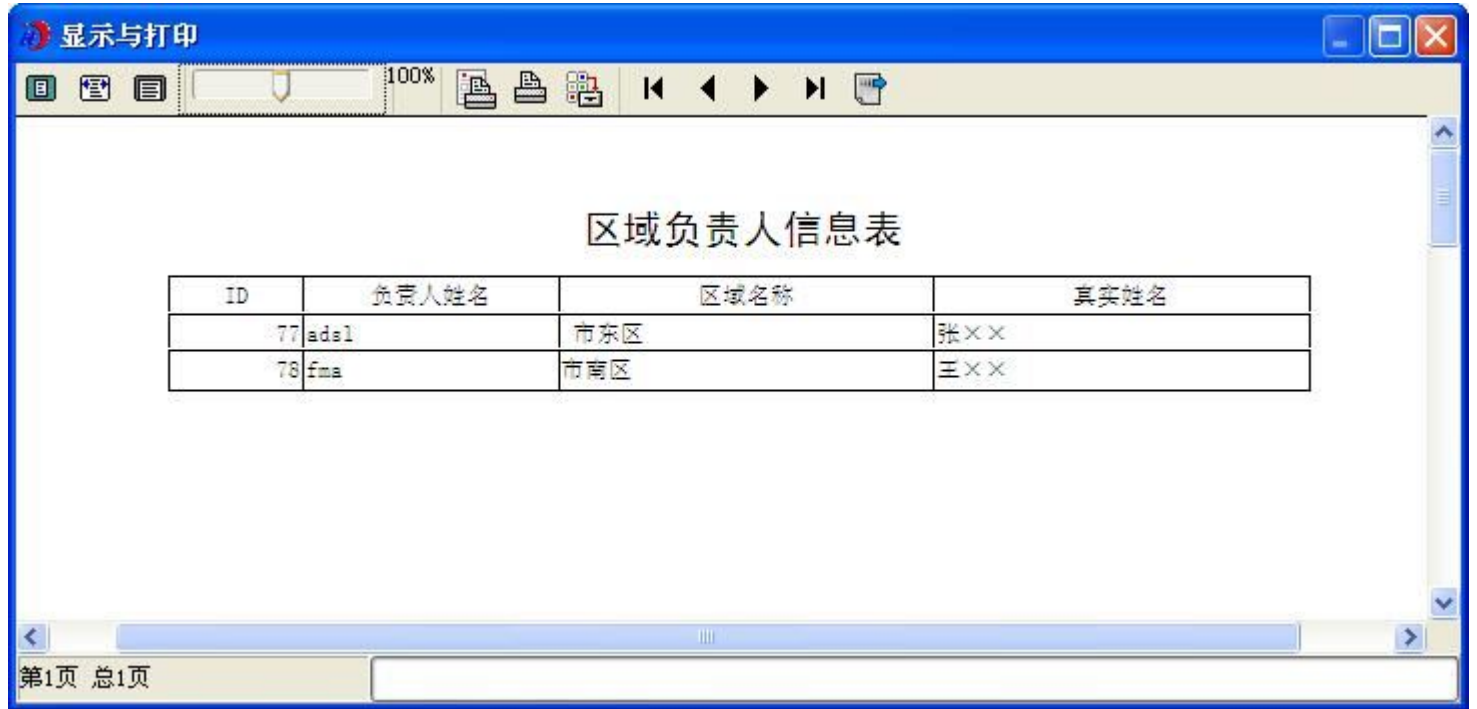 显示与打印
100%
区域负责人信息表
ID 负责人姓名 区域名称 真实姓名
77 adsl 市东区 张××
78 fma 市南区 王××
第1页 总1页